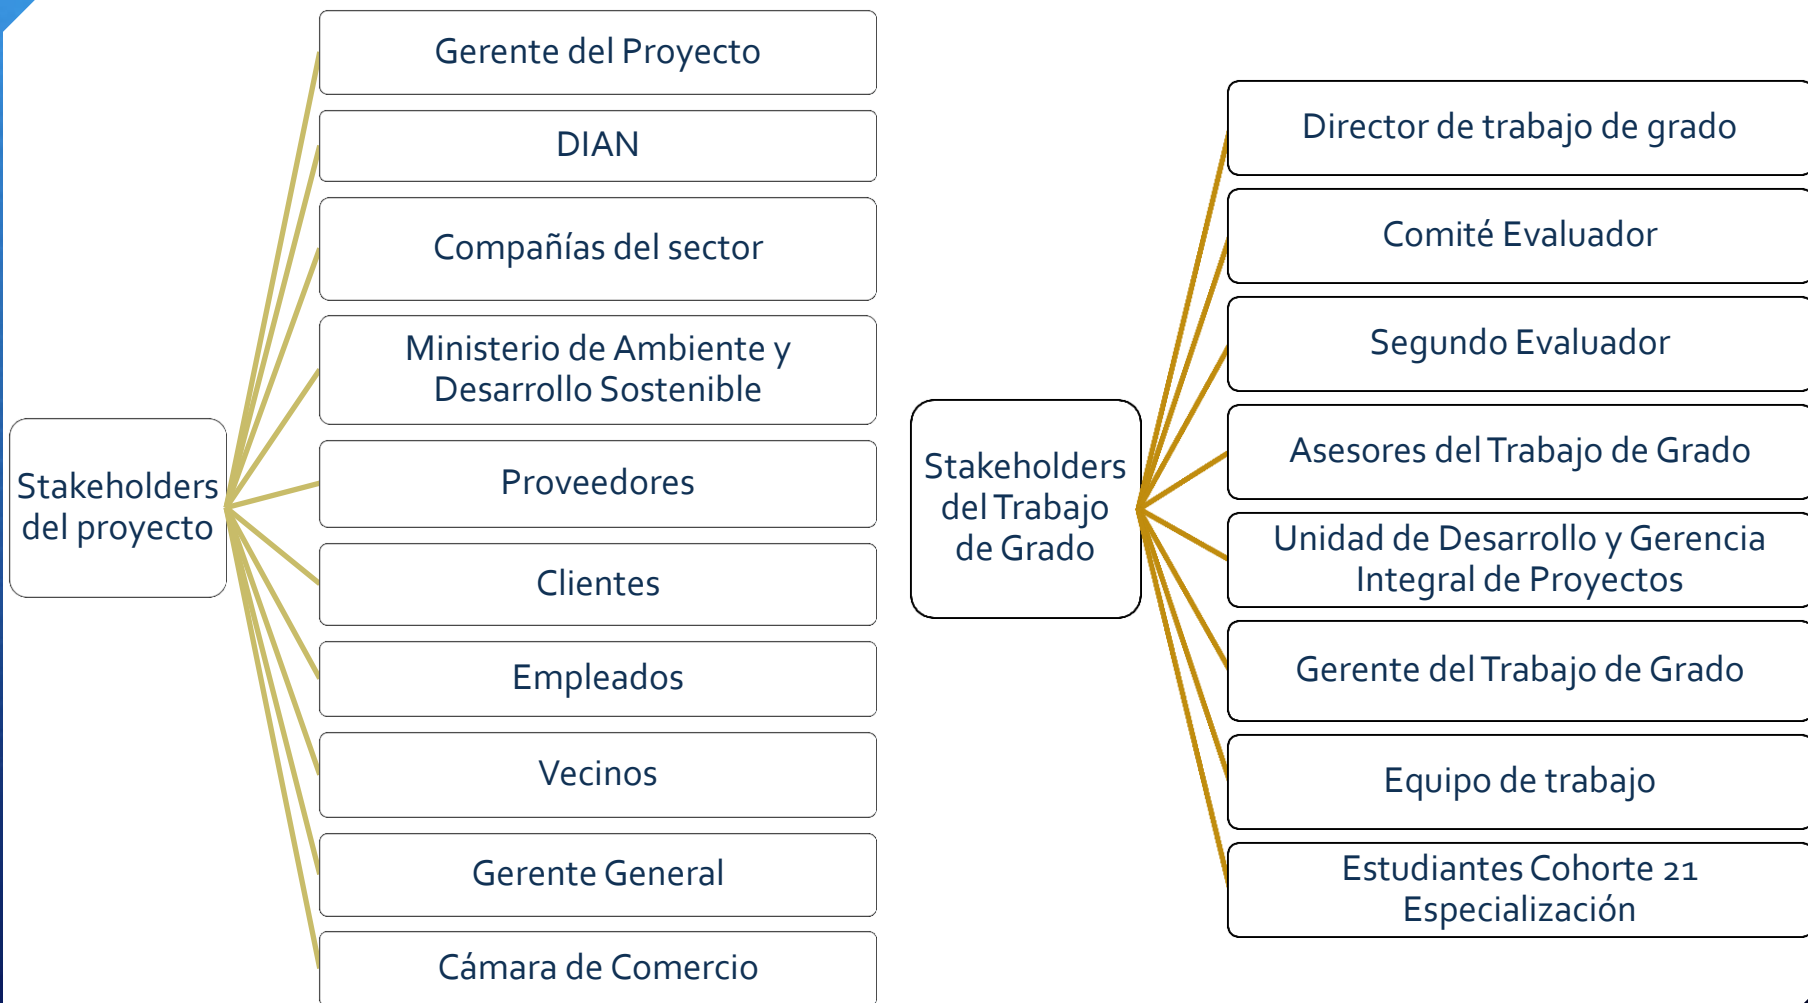 Stakeholders
del proyecto
Gerente del Proyecto
DIAN
Compañías del sector
Ministerio de Ambiente y
Desarrollo Sostenible
Proveedores
Clientes
Empleados
Vecinos
Gerente General
Cámara de Comercio
Stakeholders
del Trabajo
de Grado
Director de trabajo de grado
Comité Evaluador
Segundo Evaluador
Asesores del Trabajo de Grado
Unidad de Desarrollo y Gerencia
Integral de Proyectos
Gerente del Trabajo de Grado
Equipo de trabajo
Estudiantes Cohorte 21
Especialización